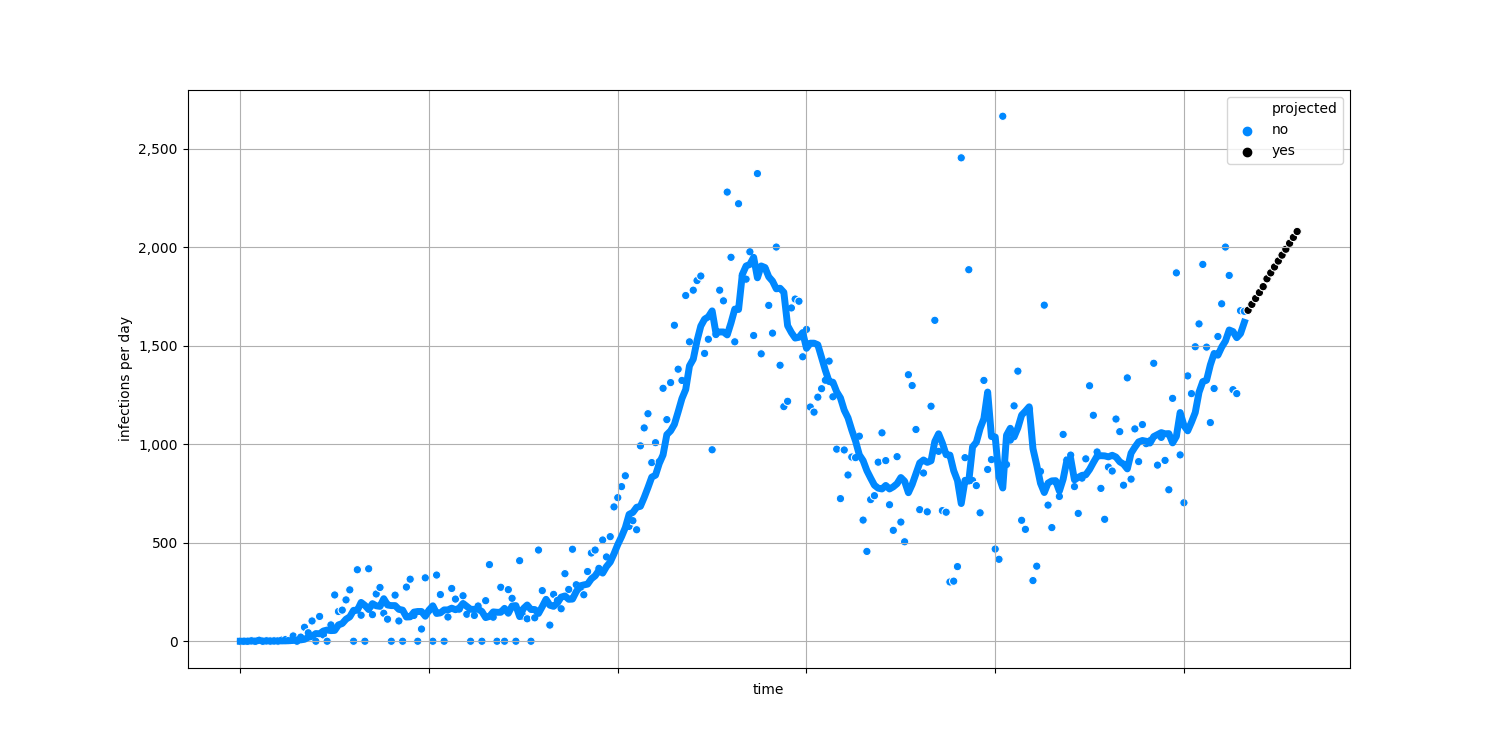 projected
no
yes
2,500
2,000
1,500
1,000
500
0
infections per day
time